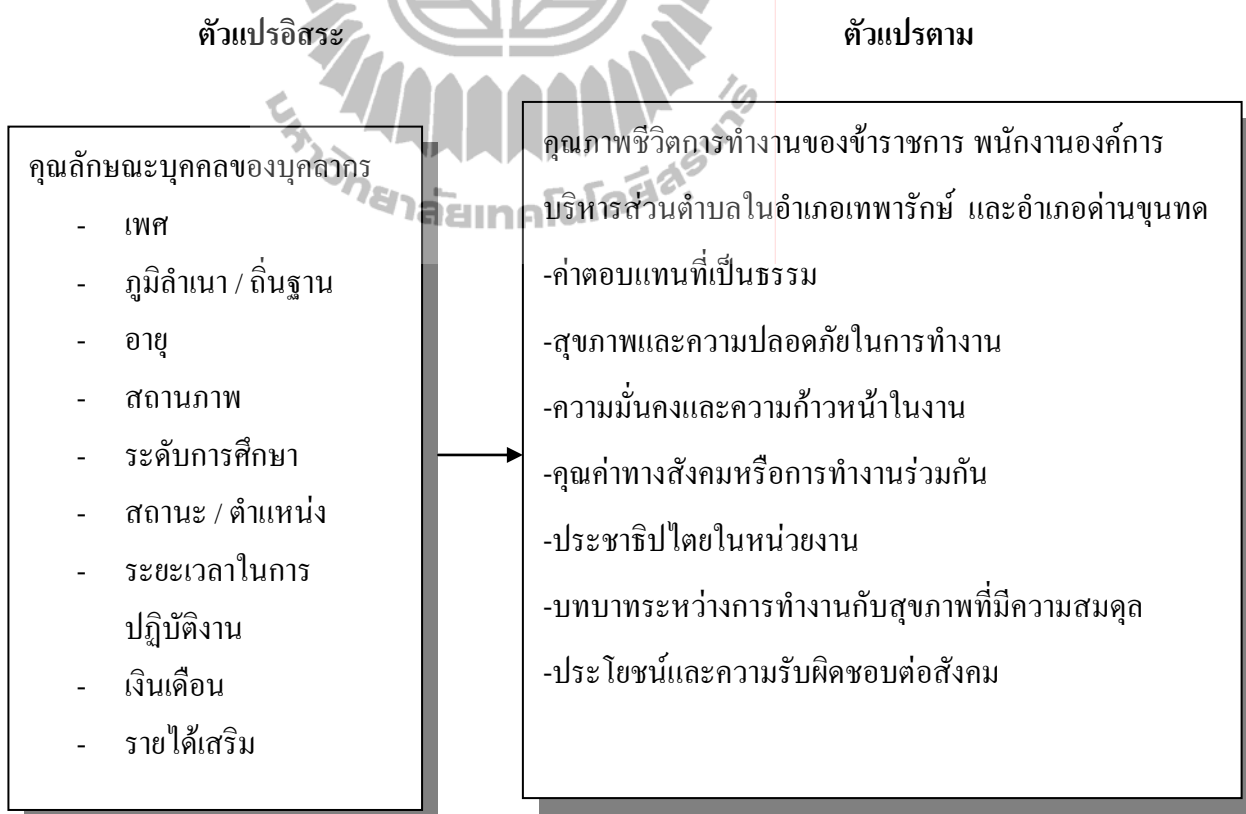 ตัวแปรอิสระ
ตัวแปรตาม
คุณลักษณะบุคคลของบุคลากร
- เพศ
- ภูมิลำเนา / ถิ่นฐาน
- อายุ
- สถานภาพ
- ระดับการศึกษา
- สถานะ / ตำแหน่ง
- ระยะเวลาในการ
ปฏิบัติงาน
- เงินเดือน
- รายได้เสริม
คุณภาพชีวิตการทำงานของข้าราชการ พนักงานองค์การ
บริหารส่วนตำบลในอำเภอเทพารักษ์ และอำเภอด่านขุนทด
-ค่าตอบแทนที่เป็นธรรม
-สุขภาพและความปลอดภัยในการทำงาน
-ความมั่นคงและความก้าวหน้าในงาน
-คุณค่าทางสังคมหรือการทำงานร่วมกัน
-ประชาธิปไตยในหน่วยงาน
-บทบาทระหว่างการทำงานกับสุขภาพที่มีความสมดุล
-ประโยชน์และความรับผิดชอบต่อสังคม